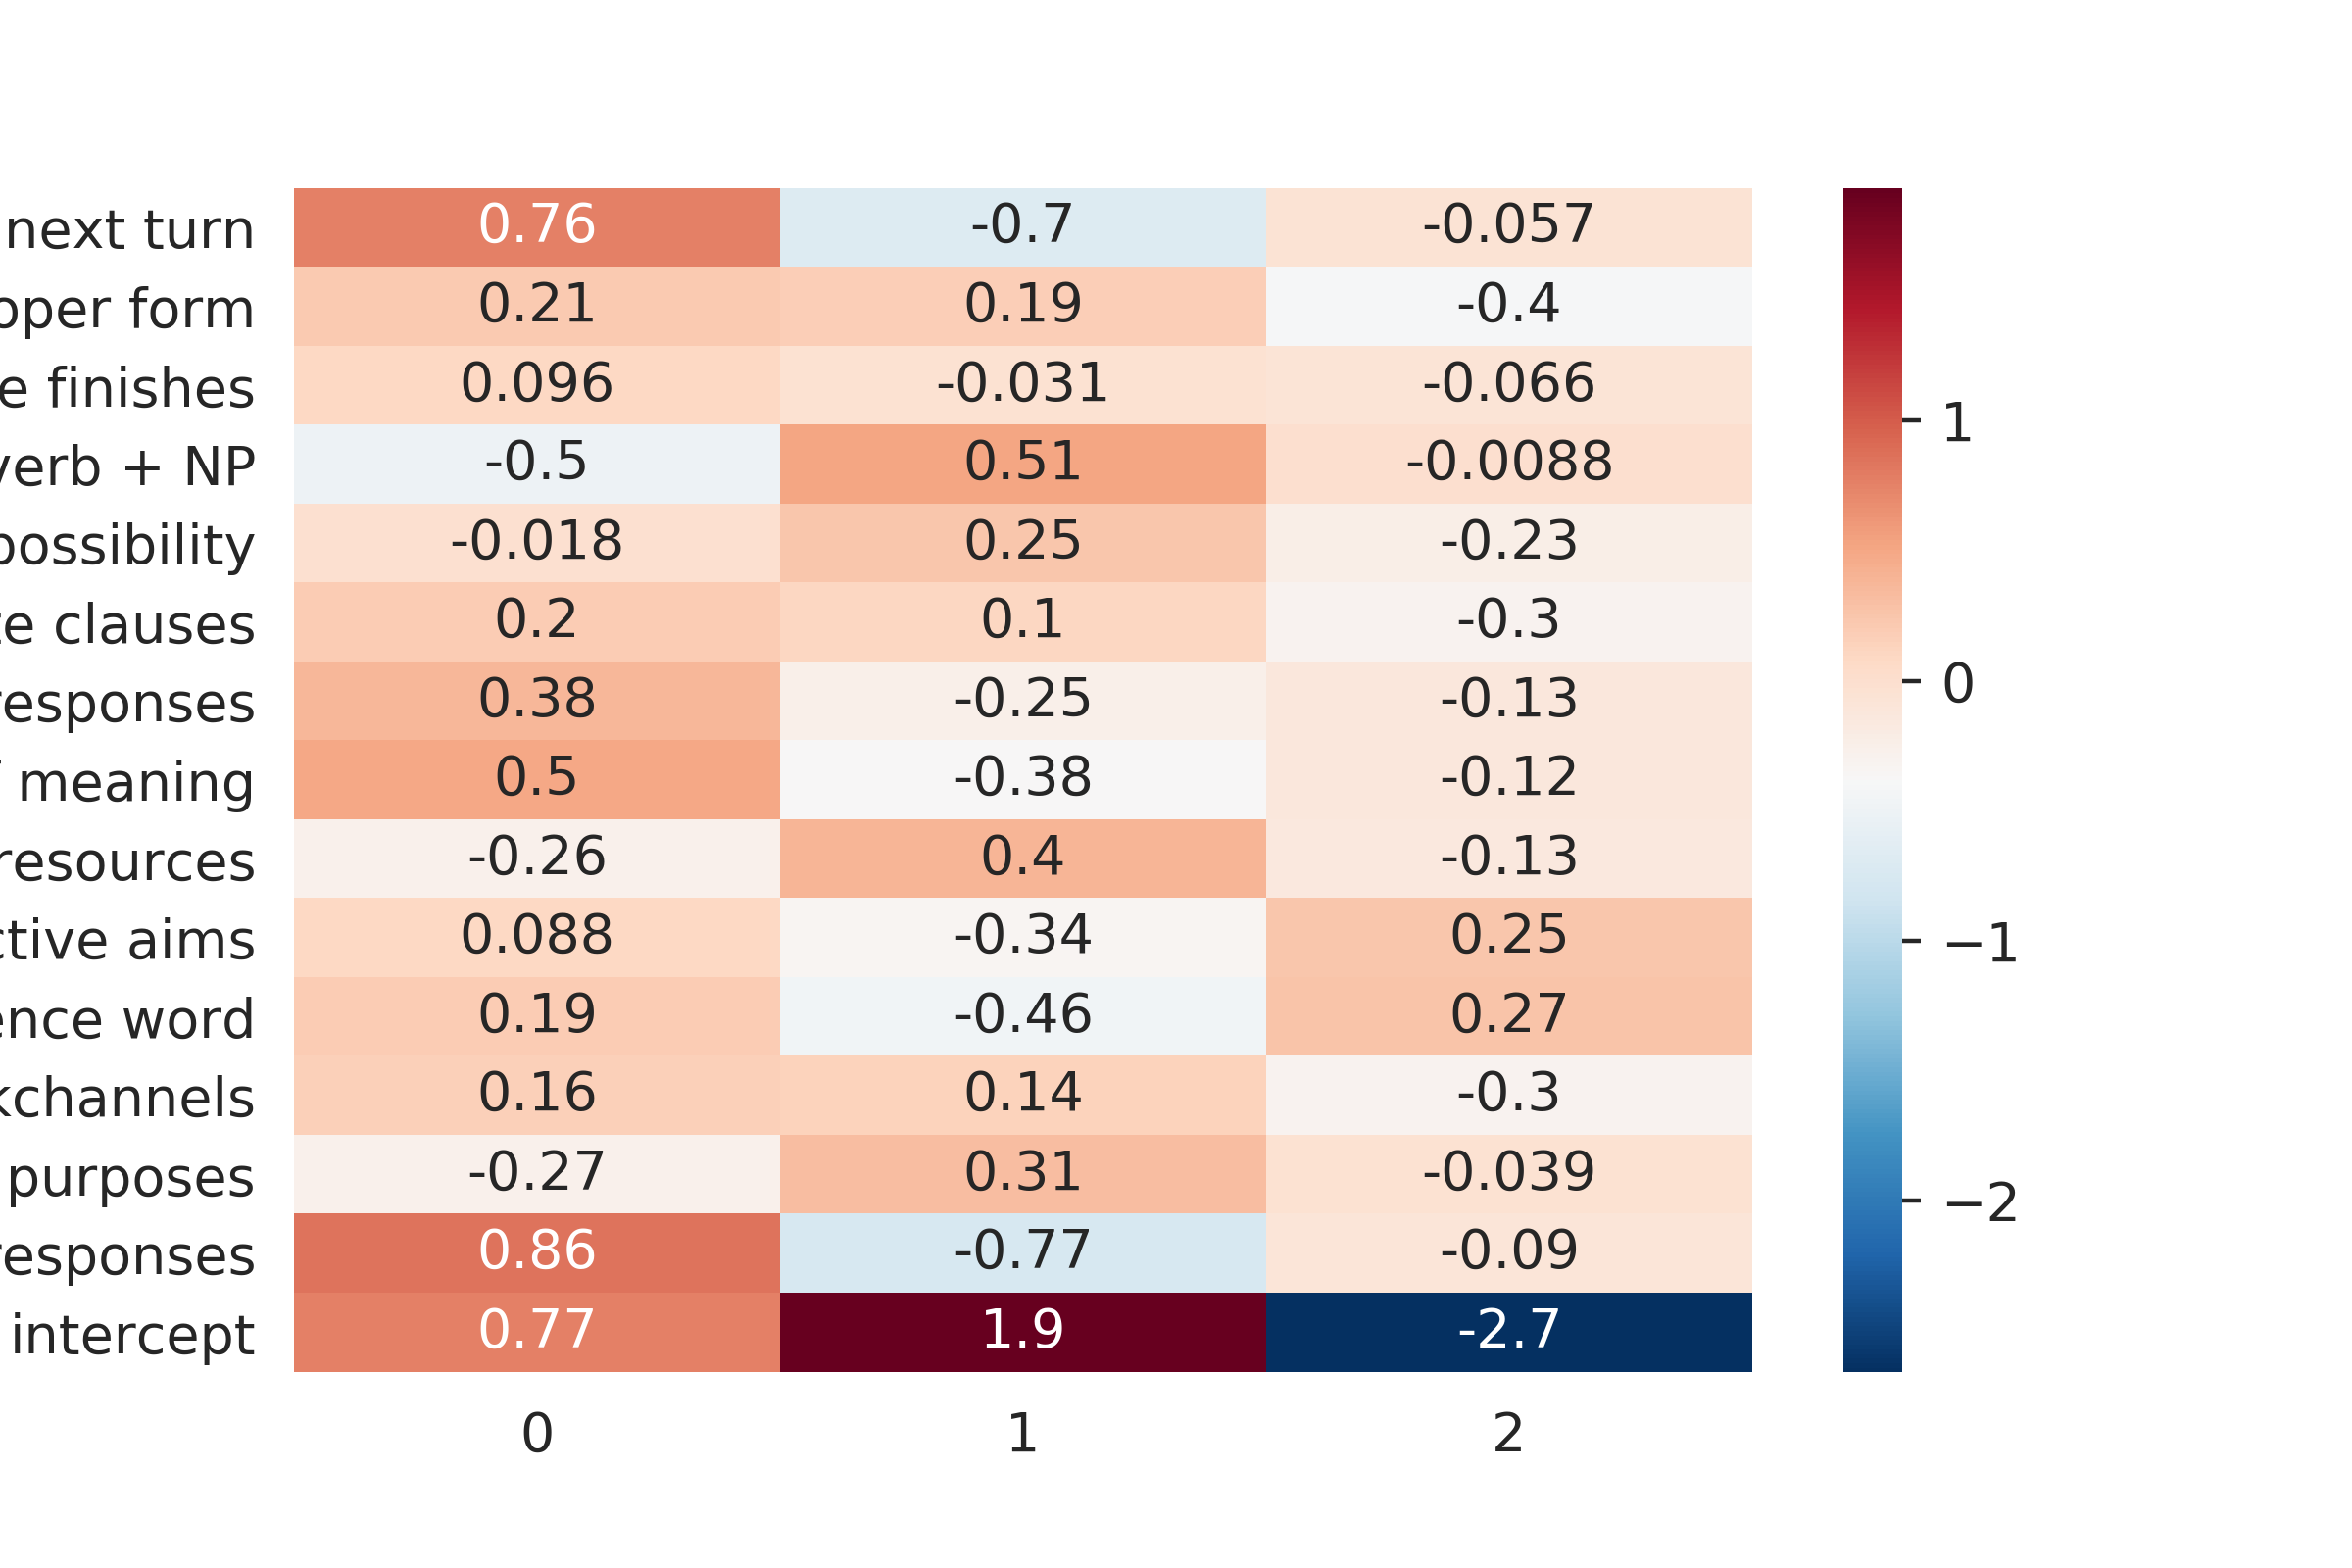 next turn 0.76 -0.7 -0.057
pper form 0.21 0.19 -0.4
e finishes 0.096 -0.031 -0.066
verb + NP -0.5 0.51 -0.0088
possibility -0.018 0.25 -0.23
te clauses 0.2 0.1 -0.3
responses 0.38 -0.25 -0.13
meaning 0.5 -0.38 -0.12
resources -0.26 0.4 -0.13
ctive aims 0.088 -0.34 0.25
ence word 0.19 -0.46 0.27
kchannels 0.16 0.14 -0.3
purposes -0.27 0.31 -0.039
responses 0.86 -0.77 -0.09
intercept 0.77 1.9 -2.7
0 1 2
1
0
−1
−2